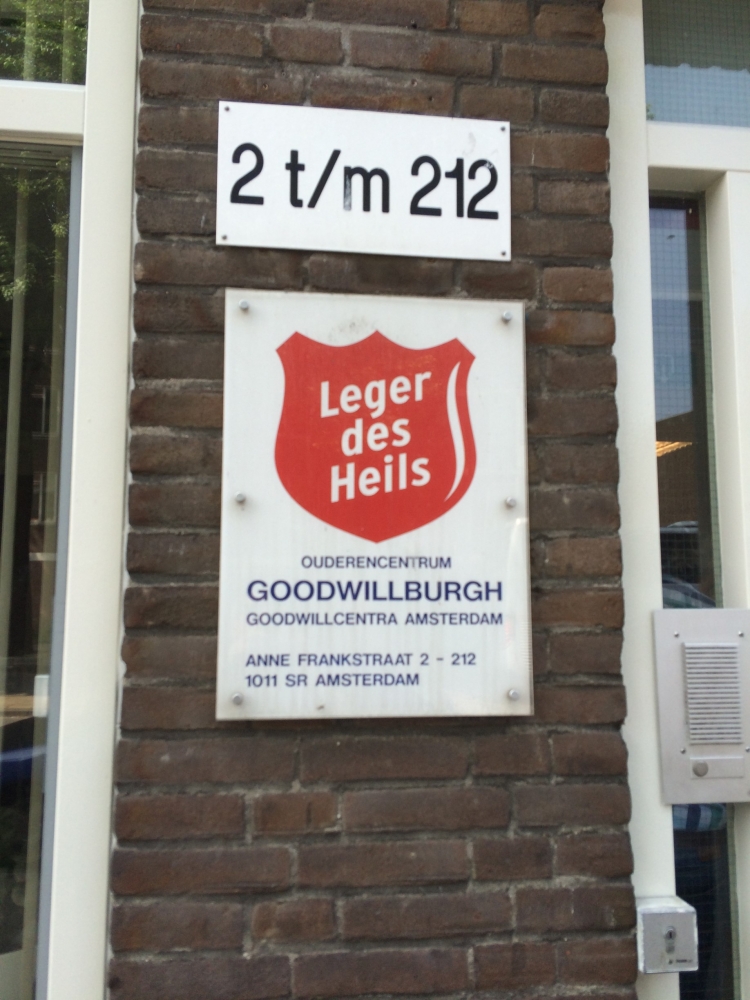 2 t/m 212
Leger
des
Heils
OUDERENCENTRUM
GOODWILLBURGH
GOODWILLCENTRA AMSTERDAM
ANNE FRANKSTRAAT 2 - 212
1011 SR AMSTERDAM